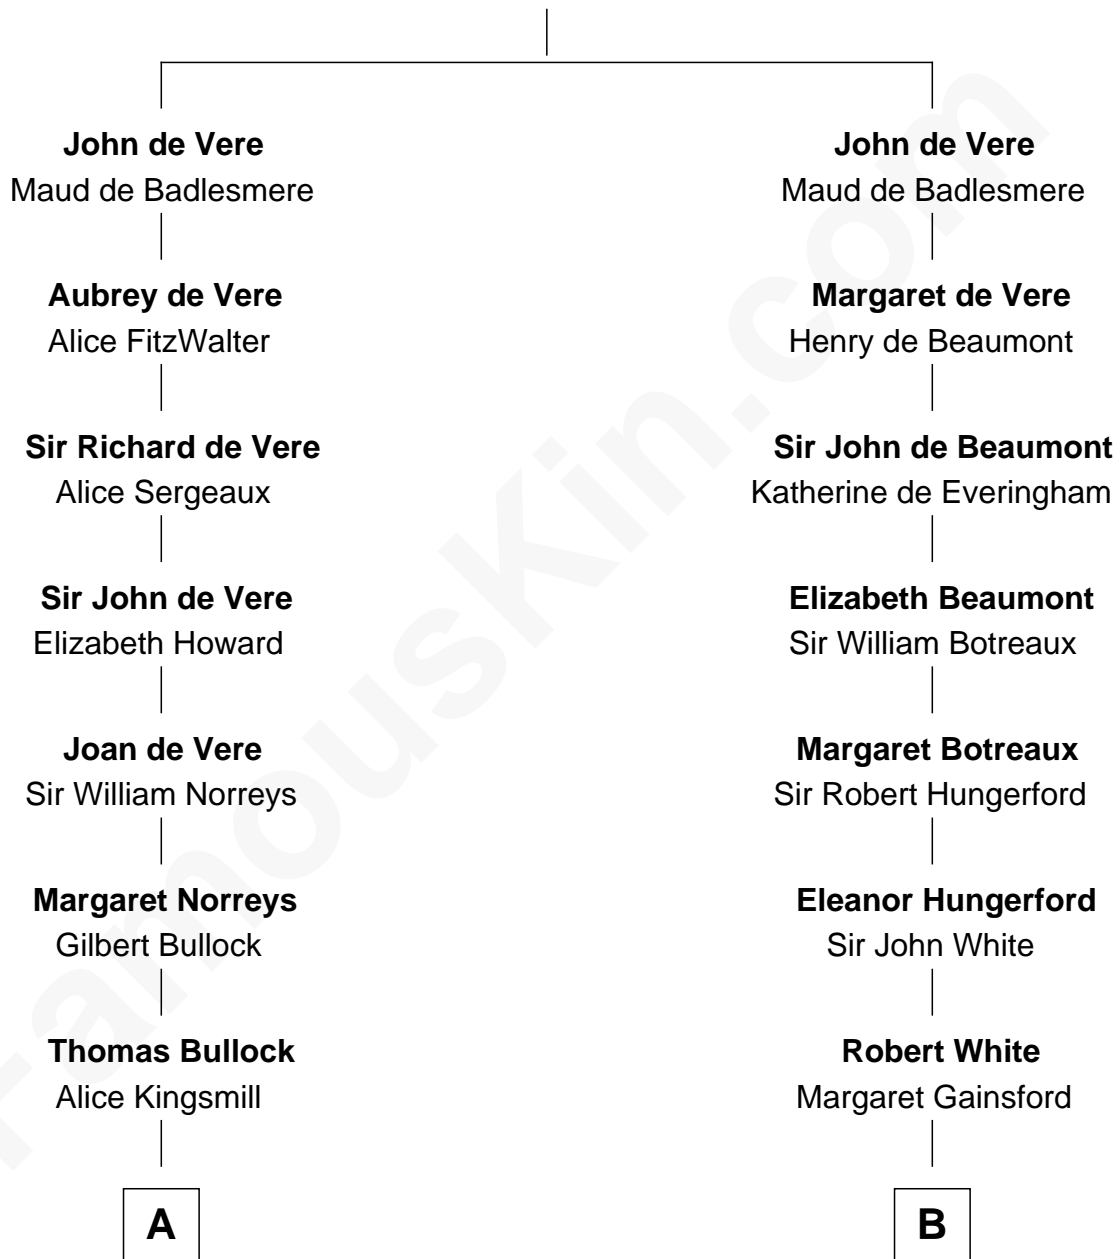 John de Vere
Maud de Badlesmere
Aubrey de Vere
Alice FitzWalter
Sir Richard de Vere
Alice Sergeaux
Sir John de Vere
Elizabeth Howard
Joan de Vere
Sir William Norreys
Margaret Norreys
Gilbert Bullock
Thomas Bullock
Alice Kingsmill
A
John de Vere
Maud de Badlesmere
Margaret de Vere
Henry de Beaumont
Sir John de Beaumont
Katherine de Everingham
Elizabeth Beaumont
Sir William Botreaux
Margaret Botreaux
Sir Robert Hungerford
Eleanor Hungerford
Sir John White
Robert White
Margaret Gainsford
B
FamousKin.com